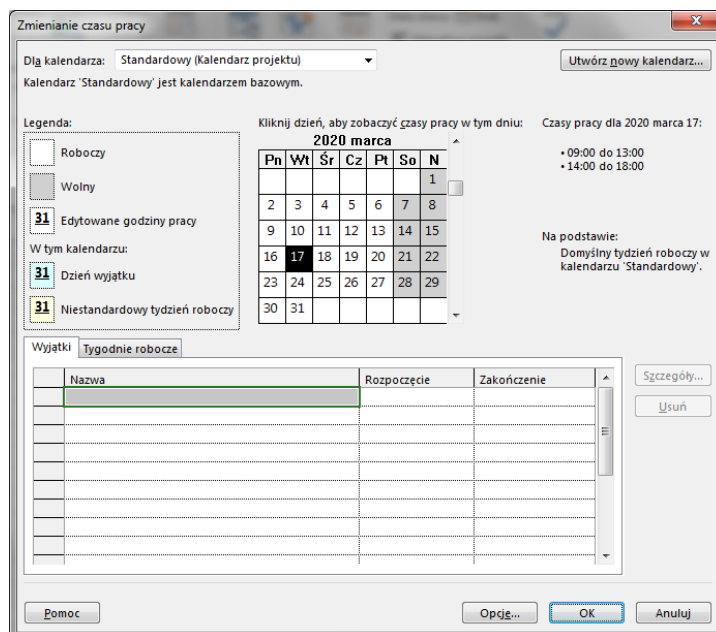 Zmienianie czasu pracy
Dla kalendarza: Standardowy (Kalendarz projektu)
Utwórz nowy kalendarz...
Kalendarz 'Standardowy' jest kalendarzem bazowym.
Legenda:
Roboczy
Wolny
31 Edytowane godziny pracy
W tym kalendarzu:
31 Dzień wyjątku
31 Niestandardowy tydzień roboczy
Kliknij dzień, aby zobaczyć czasy pracy w tym dniu:
2020 marca
Pn Wt Śr Cz Pt So N
1
2 3 4 5 6 7 8
9 10 11 12 13 14 15
16 17 18 19 20 21 22
23 24 25 26 27 28 29
30 31
Czasy pracy dla 2020 marca 17:
• 09:00 do 13:00
• 14:00 do 18:00
Na podstawie:
Domyślny tydzień roboczy w
kalendarzu 'Standardowy'.
Wyjątki Tygodnie robocze
Nazwa Rozpoczęcie Zakończenie
Szczegóły...
Usuń
Pomoc Opcje... OK Anuluj